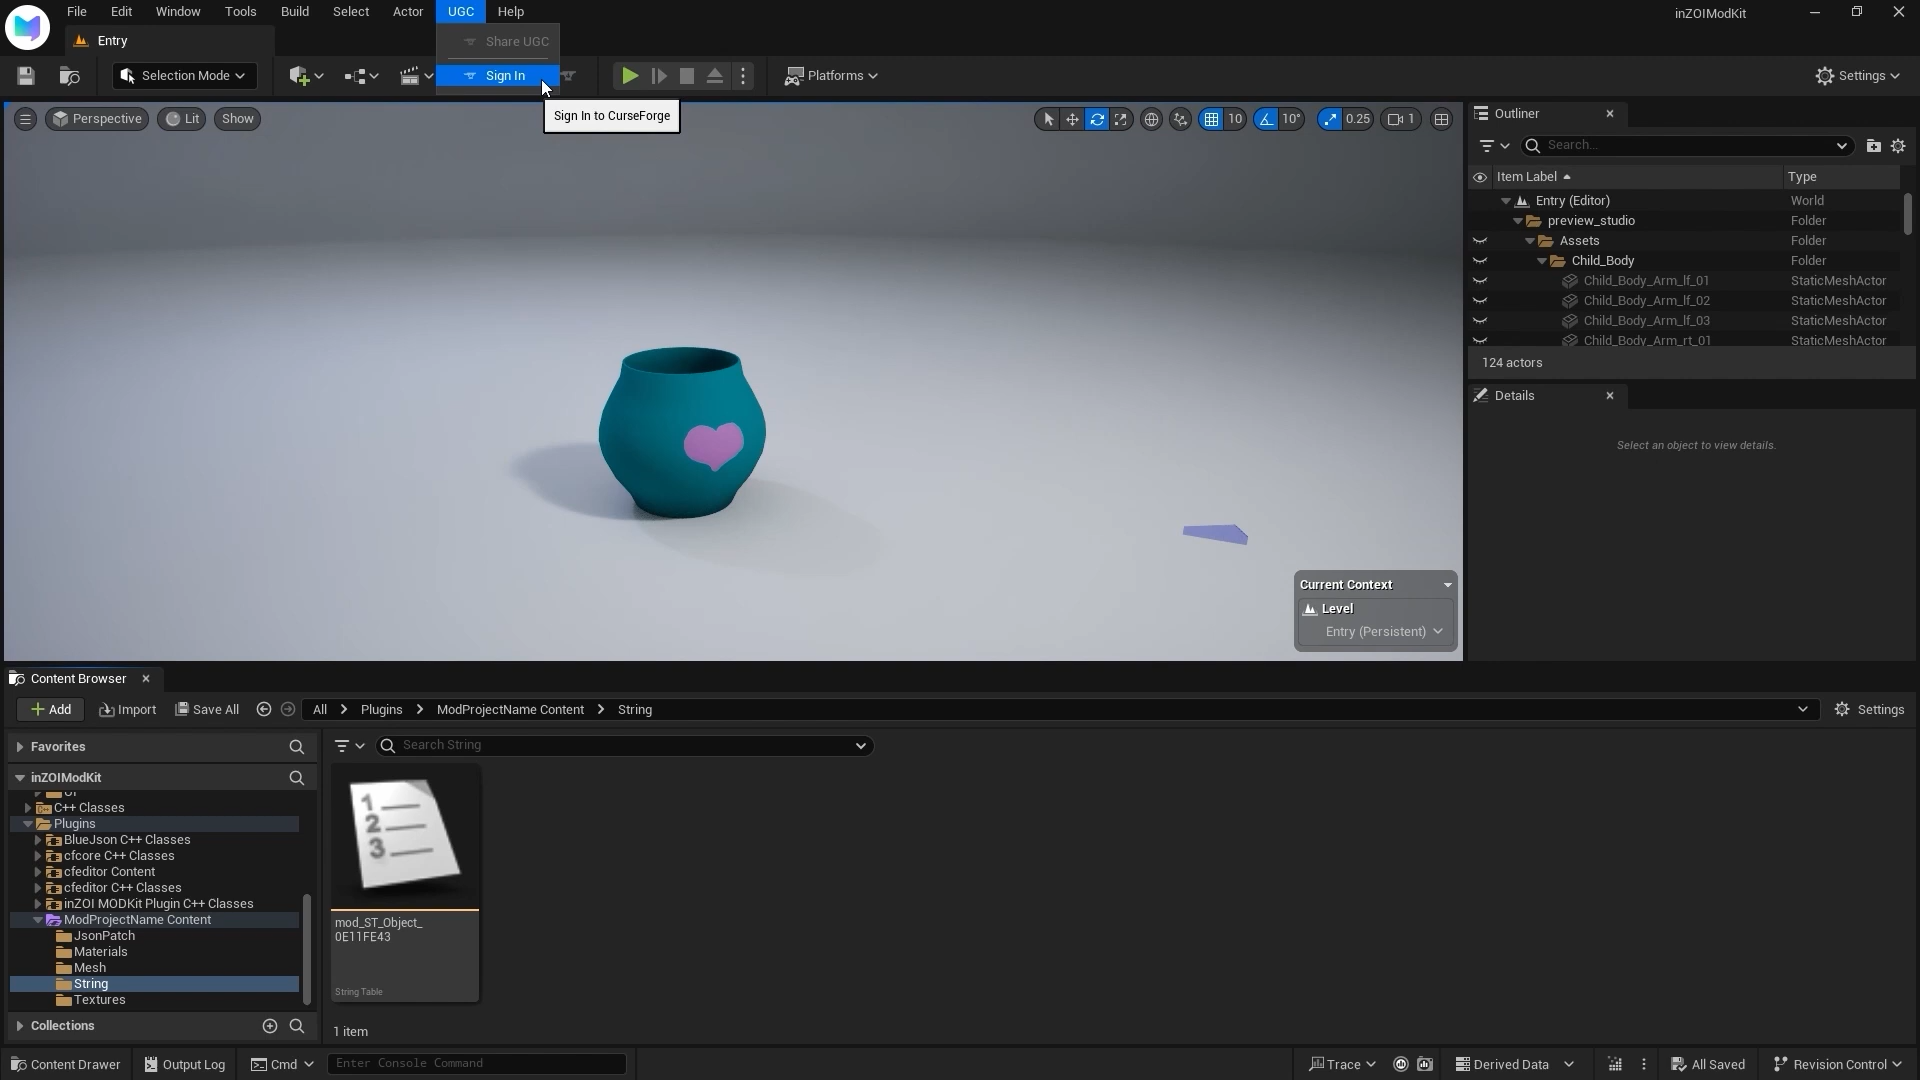 File Edit Window Tools Build Select Actor UGC Help
inZOIModKit
Entry
Share UGC
Selection Mode
Sign In
Platforms
Settings
Sign In to CurseForge
Perspective Lit Show
10 10° 0.25 1
Outliner
Search...
Item Label Type
Entry (Editor) World
preview_studio Folder
Assets Folder
Child_Body Folder
Child_Body_Arm_lf_01 StaticMeshActor
Child_Body_Arm_lf_02 StaticMeshActor
Child_Body_Arm_lf_03 StaticMeshActor
Child_Body_Arm_rt_01 StaticMeshActor
124 actors
Details
Select an object to view details.
Current Context
Level
Entry (Persistent)
Content Browser
Add Import Save All All Plugins ModProjectName Content String Settings
Favorites
Search String
inZOIModKit
UI
C++ Classes
Plugins
BlueJson C++ Classes
cfcore C++ Classes
cfeditor Content
cfeditor C++ Classes
inZOI MODKit Plugin C++ Classes
ModProjectName Content
JsonPatch
Materials
Mesh
String
Textures
Collections
1
2
3
mod_ST_Object_
0E11FE43
String Table
1 item
Content Drawer Output Log Cmd Enter Console Command Trace Derived Data All Saved Revision Control